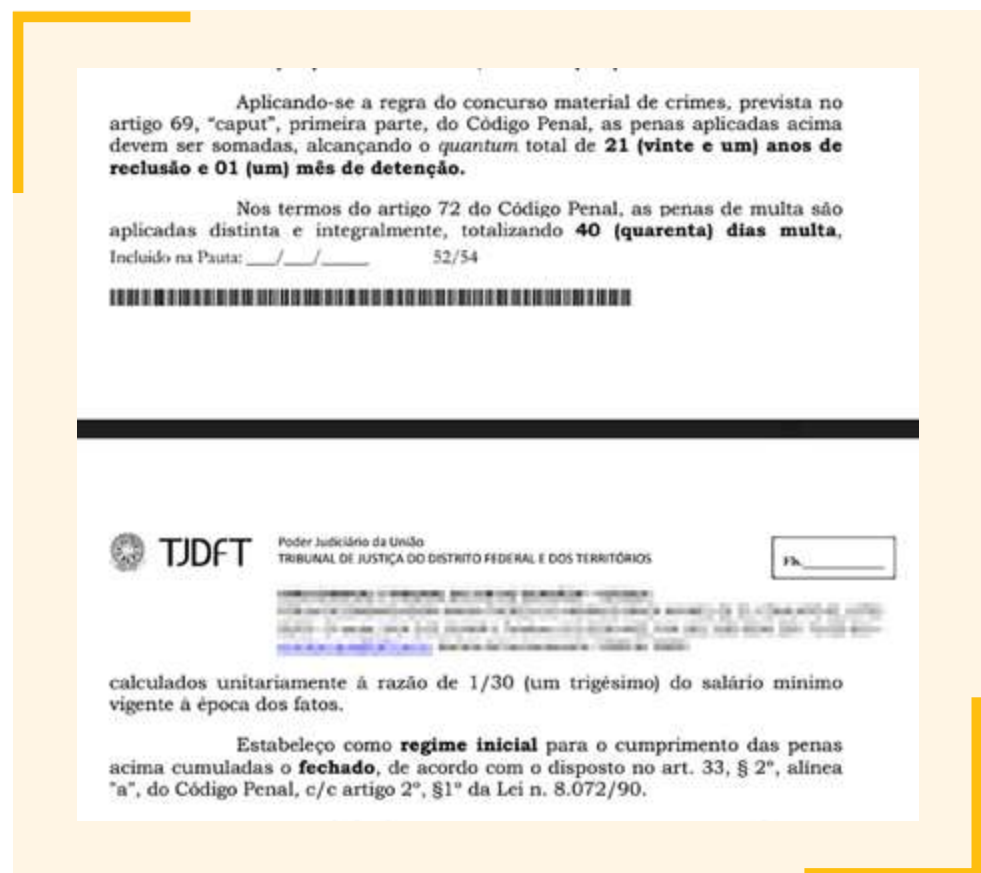 Aplicando-se a regra do concurso material de crimes, prevista no
artigo 69, "caput", primeira parte, do Código Penal, as penas aplicadas acima
devem ser somadas, alcançando o quantum total de 21 (vinte e um) anos de
reclusão e 01 (um) mês de detenção.
Nos termos do artigo 72 do Código Penal, as penas de multa são
aplicadas distinta e integralmente, totalizando 40 (quarenta) dias multa,
Incluído na Pauta: ___/___/_____ 52/54
TJDFT
Poder Judiciário da União
TRIBUNAL DE JUSTIÇA DO DISTRITO FEDERAL E DOS TERRITÓRIOS
Fls.__________
calculados unitariamente à razão de 1/30 (um trigésimo) do salário mínimo
vigente à época dos fatos.
Estabeleço como regime inicial para o cumprimento das penas
acima cumuladas o fechado, de acordo com o disposto no art. 33, § 2º, alínea
"a", do Código Penal, c/c artigo 2º, §1º da Lei n. 8.072/90.